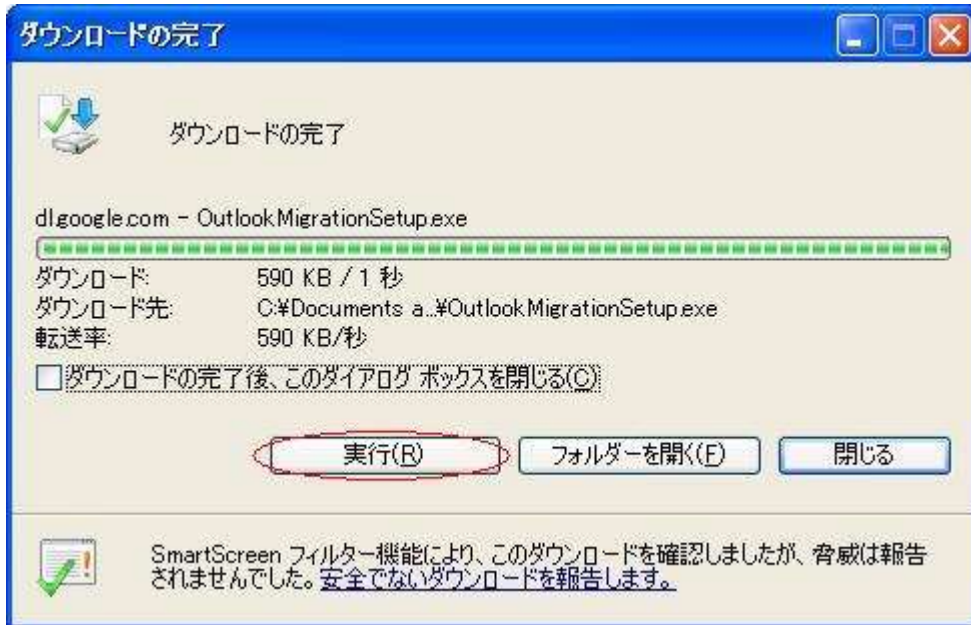 ダウンロードの完了
ダウンロードの完了
dl.google.com - OutlookMigrationSetup.exe
ダウンロード: 590 KB / 1 秒
ダウンロード先: C:¥Documents a..¥OutlookMigrationSetup.exe
転送率: 590 KB/秒
ダウンロードの完了後、このダイアログ ボックスを閉じる(C)
実行(R) フォルダーを開く(F) 閉じる
SmartScreen フィルター機能により、このダウンロードを確認しましたが、脅威は報告
されませんでした。安全でないダウンロードを報告します。